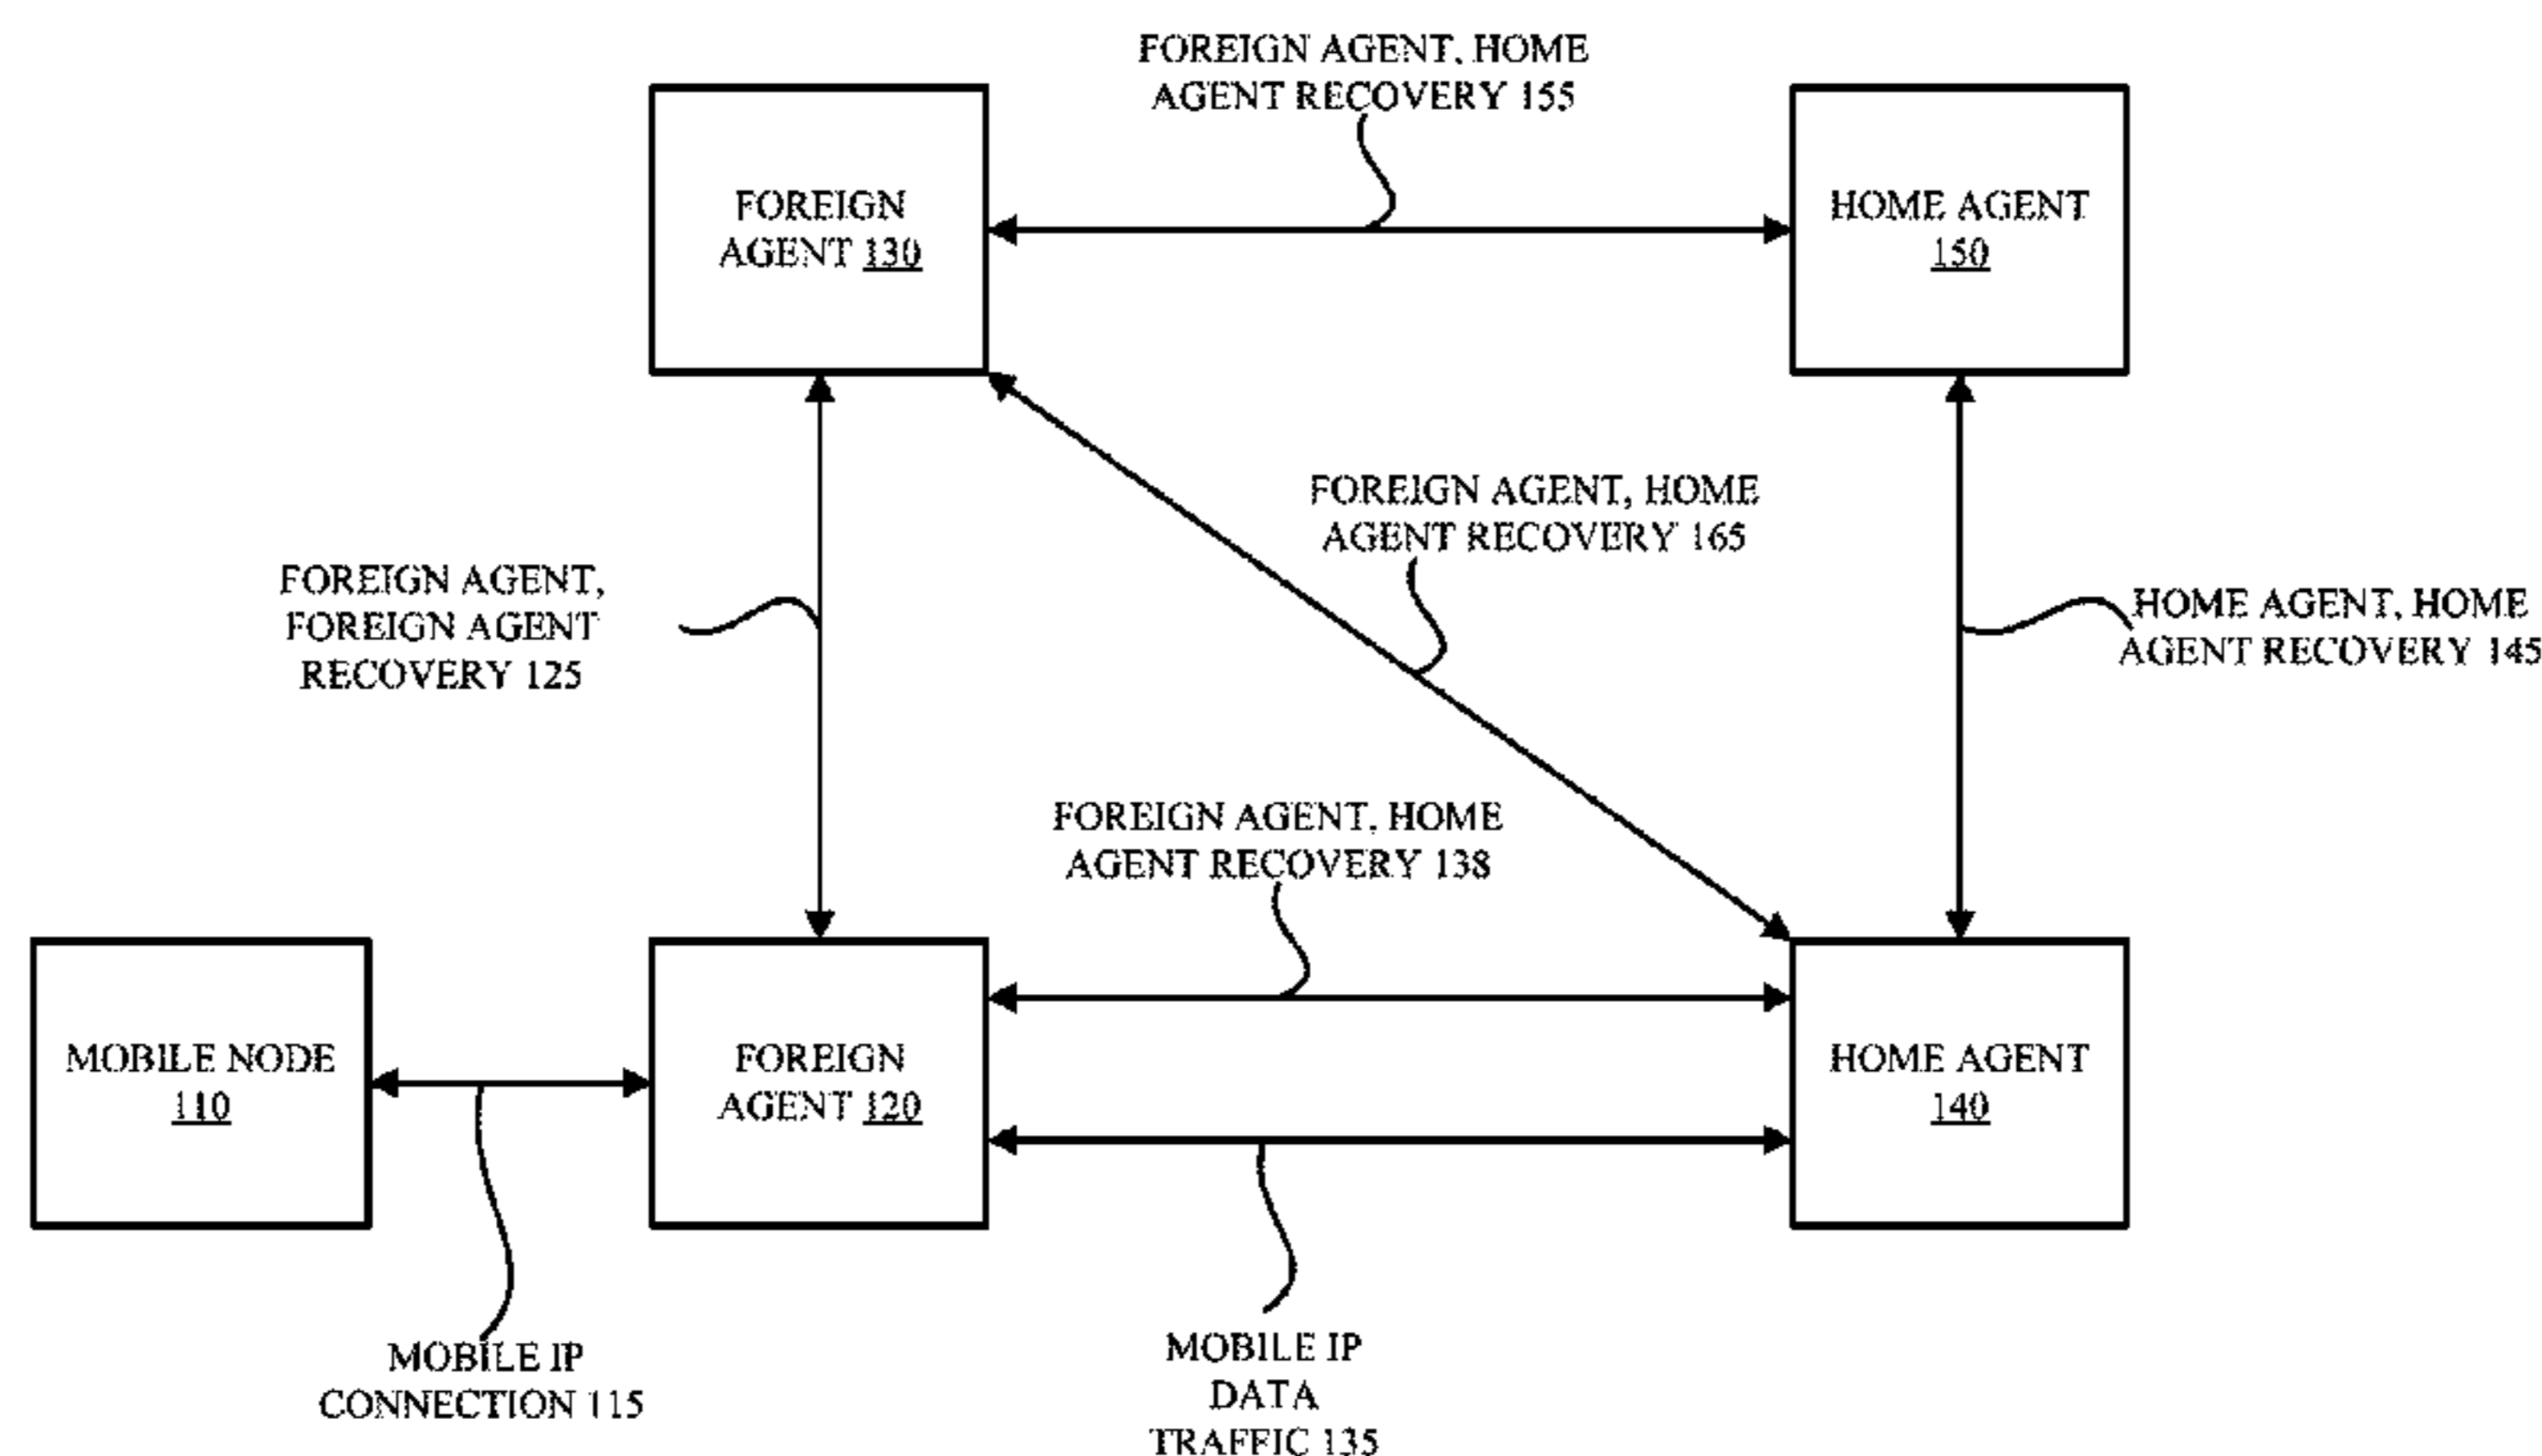 FOREIGN AGENT, HOME
AGENT RECOVERY 155
FOREIGN
AGENT 130
HOME AGENT
150
FOREIGN AGENT, HOME
AGENT RECOVERY 165
FOREIGN AGENT,
FOREIGN AGENT
RECOVERY 125
HOME AGENT, HOME
AGENT RECOVERY 145
FOREIGN AGENT, HOME
AGENT RECOVERY 138
MOBILE NODE
110
FOREIGN
AGENT 120
HOME AGENT
140
MOBILE IP
CONNECTION 115
MOBILE IP
DATA
TRAFFIC 135